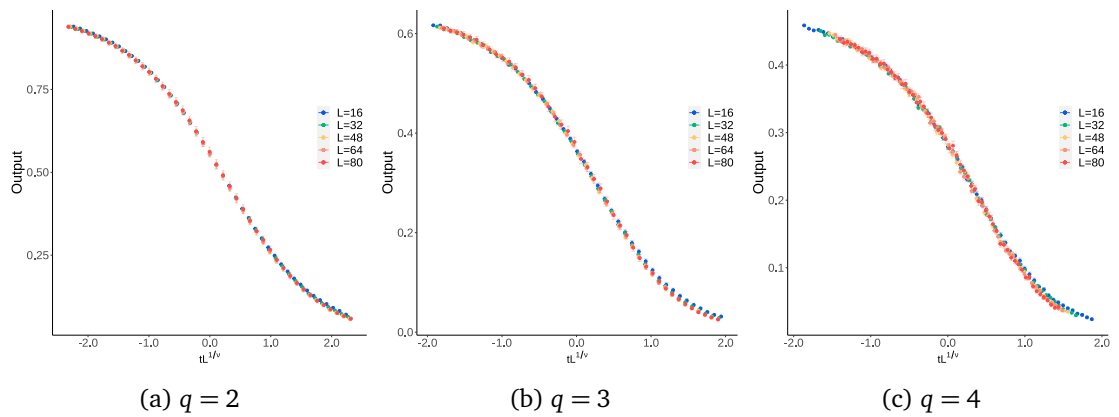 Output
0.75
0.50
0.25
-2.0 -1.0 0.0 1.0 2.0
tL^{1/ν}
L=16
L=32
L=48
L=64
L=80
(a) q = 2
Output
0.6
0.4
0.2
0.0
-2.0 -1.0 0.0 1.0 2.0
tL^{1/ν}
L=16
L=32
L=48
L=64
L=80
(b) q = 3
Output
0.4
0.3
0.2
0.1
-2.0 -1.0 0.0 1.0 2.0
tL^{1/ν}
L=16
L=32
L=48
L=64
L=80
(c) q = 4